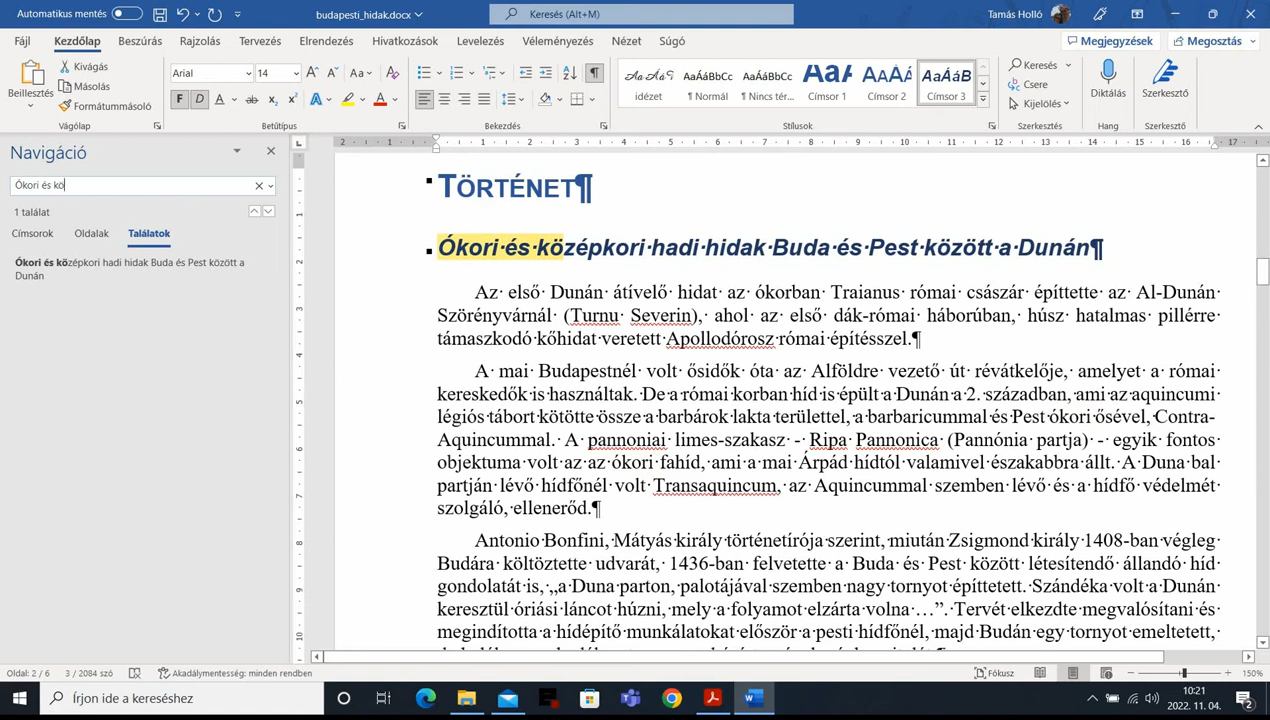 Automatikus mentés
budapesti_hidak.docx
Keresés (Alt+M)
Tamás Holló
Fájl Kezdőlap Beszúrás Rajzolás Tervezés Elrendezés Hivatkozások Levelezés Véleményezés Nézet Súgó
Megjegyzések Megosztás
Beillesztés
Kivágás
Másolás
Formátummásoló
Vágólap
Arial 14
Betűtípus
Bekezdés
idézet
¶ Normál
¶ Nincs tér...
Címsor 1
Címsor 2
Címsor 3
Stílusok
Keresés
Csere
Kijelölés
Szerkesztés
Diktálás
Hang
Szerkesztő
Szerkesztő
Navigáció
Ókori és kö
1 találat
Címsorok Oldalak Találatok
Ókori és középkori hadi hidak Buda és Pest között a
Dunán
TÖRTÉNET¶
Ókori·és·középkori·hadi·hidak·Buda·és·Pest·között·a·Dunán¶
Az· első· Dunán· átívelő· hidat· az· ókorban· Traianus· római· császár· építtette· az· Al-Dunán·
Szörényvárnál· (Turnu· Severin),· ahol· az· első· dák-római· háborúban,· húsz· hatalmas· pillérre·
támaszkodó·kőhidat·veretett·Apollodórosz·római·építésszel.¶
A· mai· Budapestnél· volt· ősidők· óta· az· Alföldre· vezető· út· révátkelője,· amelyet· a· római·
kereskedők·is·használtak.·De·a·római·korban·híd·is·épült·a·Dunán·a·2.·században,·ami·az·aquincumi·
légiós·tábort·kötötte·össze·a·barbárok·lakta·területtel,·a·barbaricummal·és·Pest·ókori·ősével,·Contra-
Aquincummal.· A· pannoniai· limes-szakasz· -· Ripa· Pannonica· (Pannónia· partja)· -· egyik· fontos·
objektuma·volt·az·az·ókori·fahíd,·ami·a·mai·Árpád·hídtól·valamivel·északabbra·állt.·A·Duna·bal·
partján·lévő·hídfőnél·volt·Transaquincum,·az·Aquincummal·szemben·lévő·és·a·hídfő·védelmét·
szolgáló,·ellenerőd.¶
Antonio·Bonfini,·Mátyás·király·történetírója·szerint,·miután·Zsigmond·király·1408-ban·végleg·
Budára· költöztette· udvarát,· 1436-ban· felvetette· a· Buda· és· Pest· között· létesítendő· állandó· híd·
gondolatát·is,·„a·Duna·parton,·palotájával·szemben·nagy·tornyot·építtetett.·Szándéka·volt·a·Dunán·
keresztül·óriási·láncot·húzni,·mely·a·folyamot·elzárta·volna·…”.·Tervét·elkezdte·megvalósítani·és·
megindította·a·hídépítő·munkálatokat·először·a·pesti·hídfőnél,·majd·Budán·egy·tornyot·emeltetett,·
Oldal: 2 / 6 3 / 2084 szó Akadálymentesség: minden rendben
Fókusz 150%
Írjon ide a kereséshez
10:21
2022. 11. 04.
2